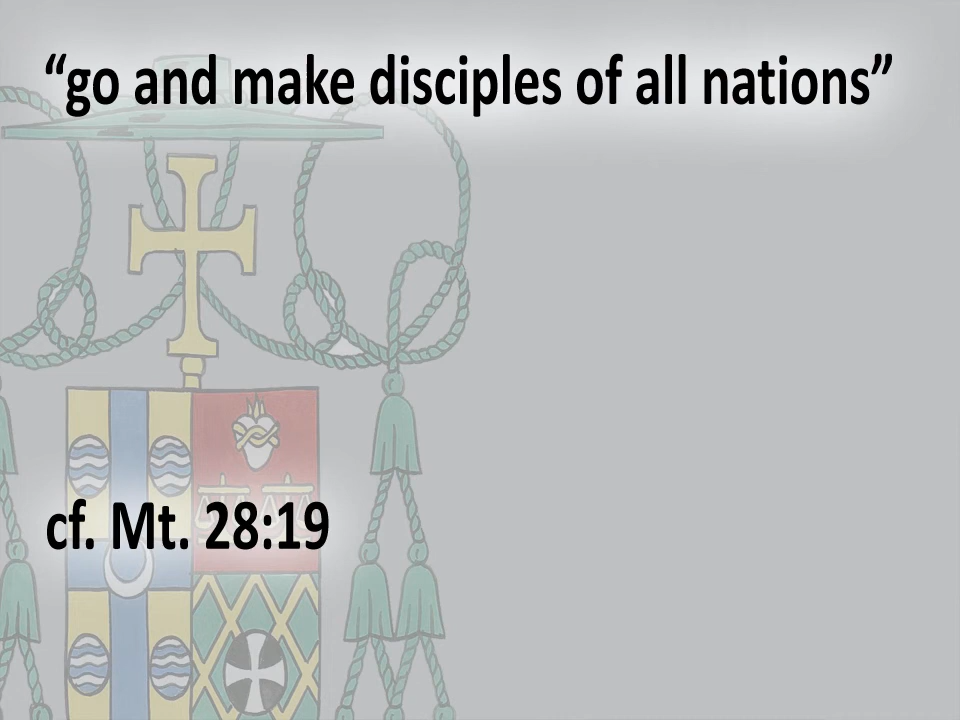 “go and make disciples of all nations”
cf. Mt. 28:19